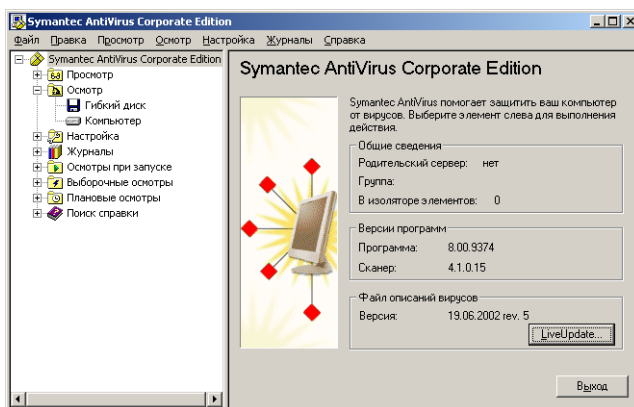 Symantec AntiVirus Corporate Edition
Файл Правка Просмотр Осмотр Настройка Журналы Справка
Symantec AntiVirus Corporate Edition
Просмотр
Осмотр
Гибкий диск
Компьютер
Настройка
Журналы
Осмотры при запуске
Выборочные осмотры
Плановые осмотры
Поиск справки
Symantec AntiVirus Corporate Edition
Symantec AntiVirus помогает защитить ваш компьютер
от вирусов. Выберите элемент слева для выполнения
действия.
Общие сведения
Родительский сервер: нет
Группа:
В изоляторе элементов: 0
Версии программ
Программа: 8.00.9374
Сканер: 4.1.0.15
Файл описаний вирусов
Версия: 19.06.2002 rev. 5
LiveUpdate...
Выход